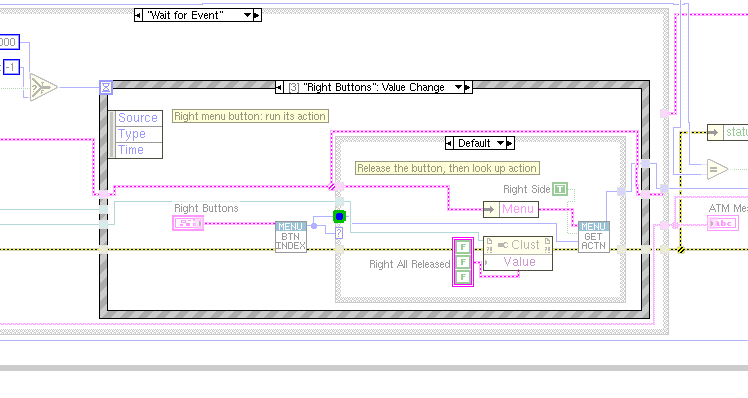 "Wait for Event"
000
-1
[3] "Right Buttons": Value Change
Source
Type
Time
Right menu button: run its action
Default
Release the button, then look up action
Right Side
T
Menu
Right Buttons
MENU
BTN
INDEX
?
MENU
GET
ACTN
Clust
Value
Right All Released
F
F
F
statu
=
ATM Me
abc